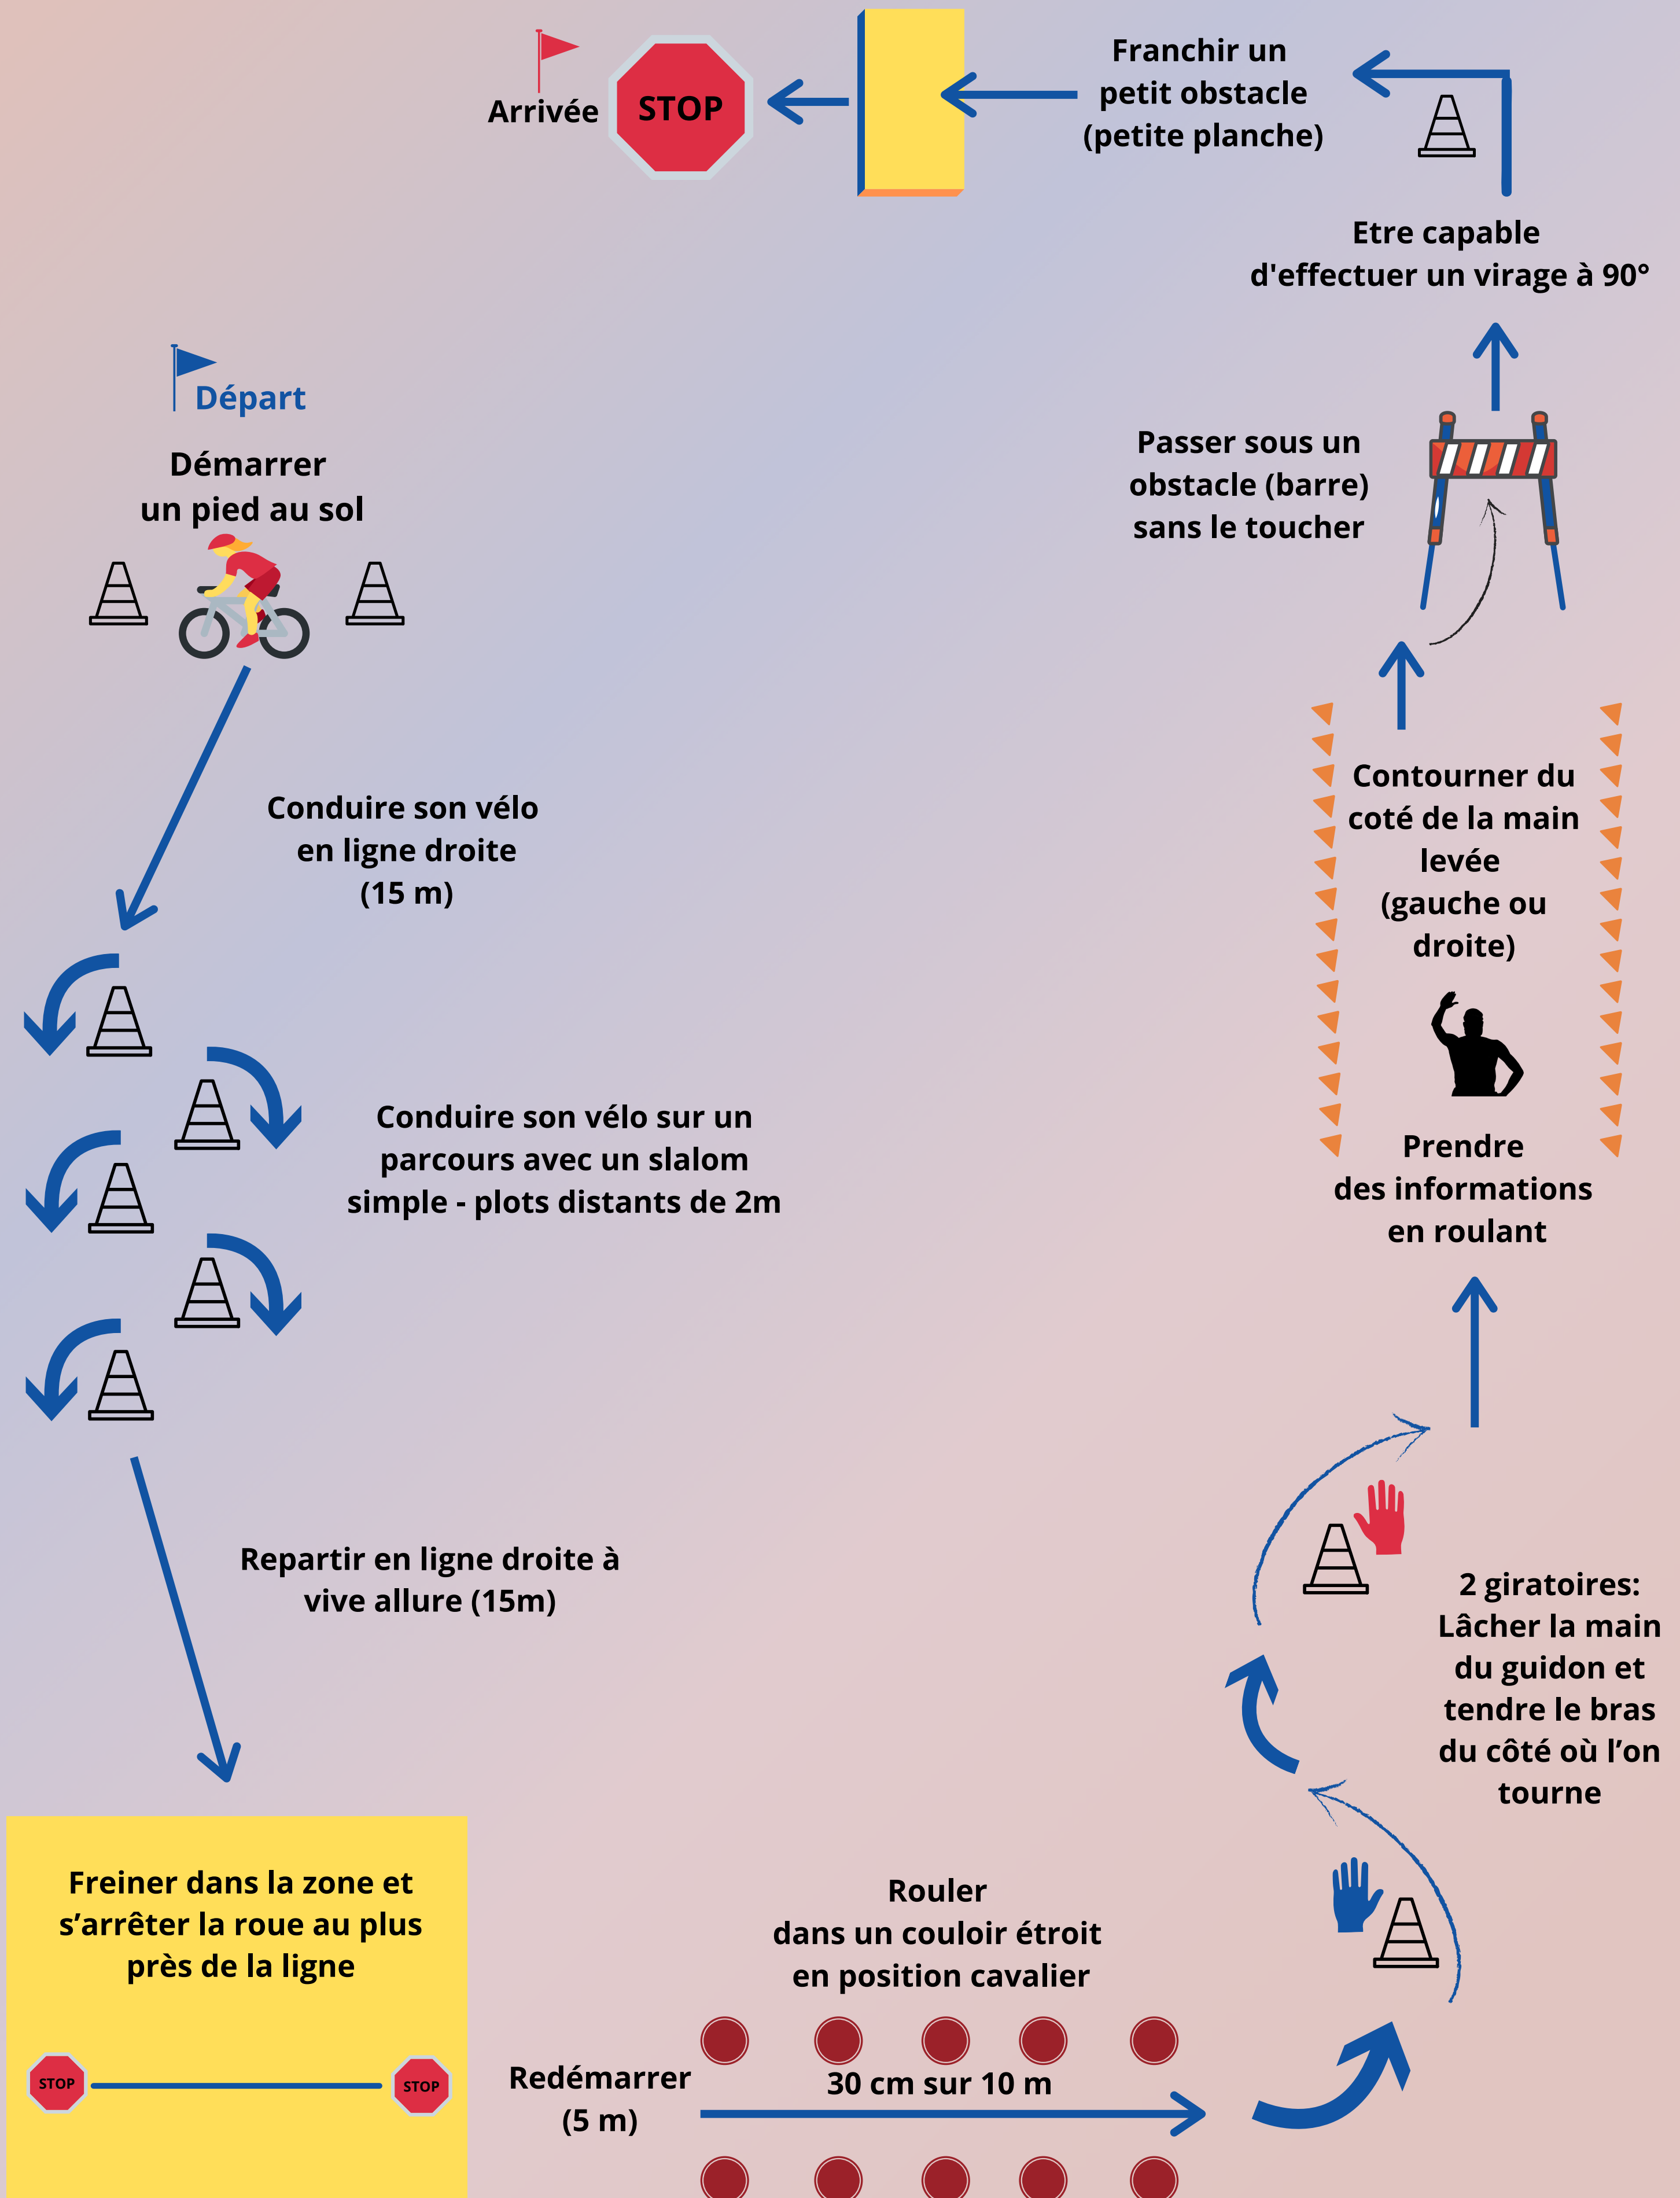 Départ
Démarrer
un pied au sol
Conduire son vélo
en ligne droite
(15 m)
Conduire son vélo sur un
parcours avec un slalom
simple - plots distants de 2m
Repartir en ligne droite à
vive allure (15m)
Freiner dans la zone et
s’arrêter la roue au plus
près de la ligne
STOP
STOP
Redémarrer
(5 m)
Rouler
dans un couloir étroit
en position cavalier
30 cm sur 10 m
2 giratoires:
Lâcher la main
du guidon et
tendre le bras
du côté où l’on
tourne
Prendre
des informations
en roulant
Contourner du
coté de la main
levée
(gauche ou
droite)
Passer sous un
obstacle (barre)
sans le toucher
Etre capable
d'effectuer un virage à 90°
Franchir un
petit obstacle
(petite planche)
STOP
Arrivée